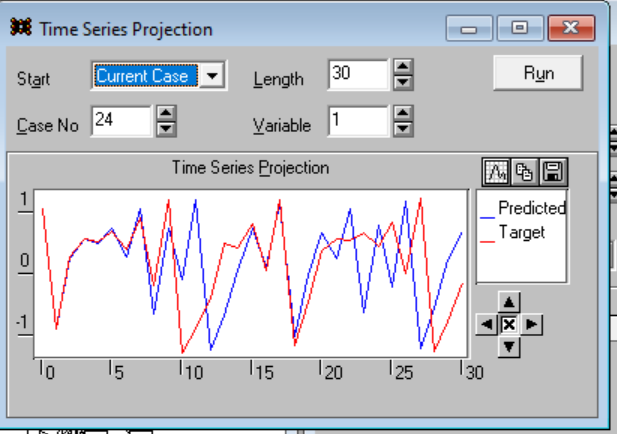 Time Series Projection
Start Current Case Length 30 Run
Case No 24 Variable 1
Time Series Projection
Predicted
Target
1
0
-1
0 5 10 15 20 25 30